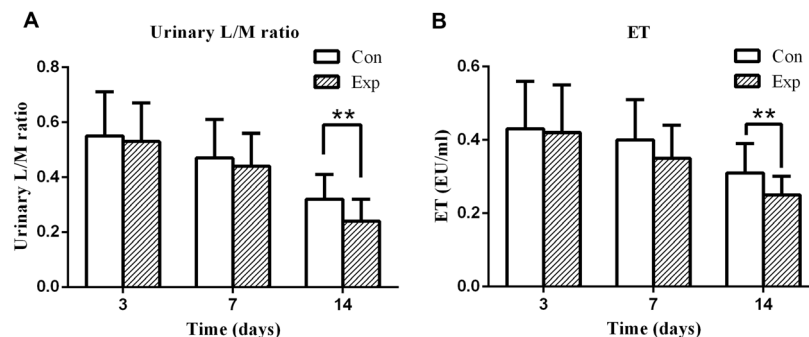 A
Urinary L/M ratio
Con
Exp
Urinary L/M ratio
0.8
0.6
0.4
0.2
0.0
**
3 7 14
Time (days)
B
ET
Con
Exp
ET (EU/ml)
0.6
0.4
0.2
0.0
**
3 7 14
Time (days)